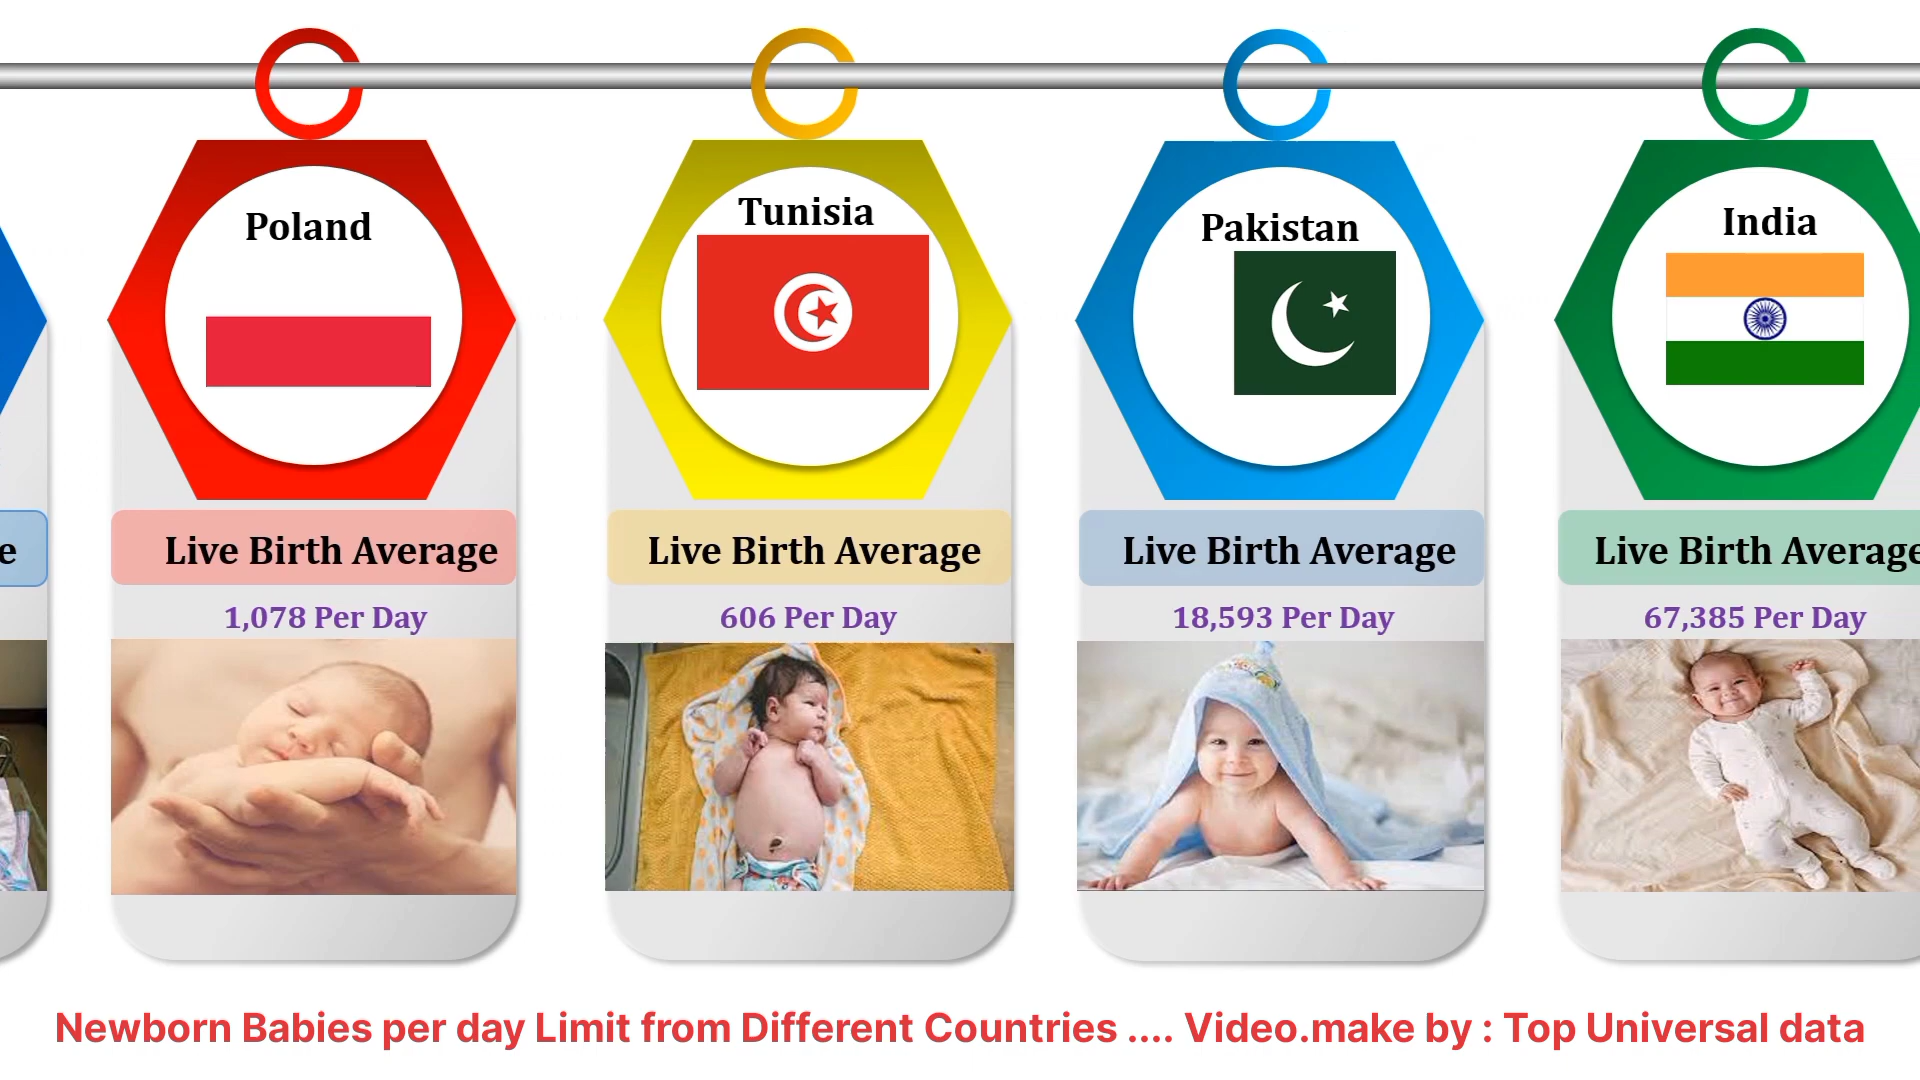 Poland
Tunisia
Pakistan
India
e
Live Birth Average
Live Birth Average
Live Birth Average
Live Birth Average
1,078 Per Day
606 Per Day
18,593 Per Day
67,385 Per Day
Newborn Babies per day Limit from Different Countries .... Video.make by : Top Universal data